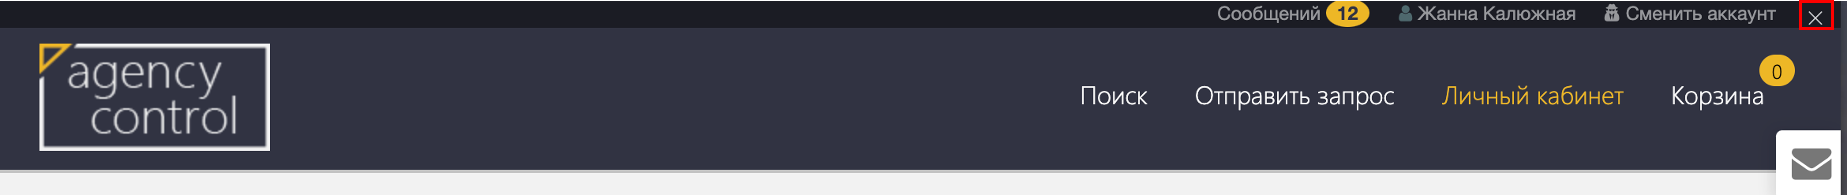 Сообщений 12 Жанна Калюжная Сменить аккаунт
agency
control
Поиск Отправить запрос Личный кабинет Корзина 0